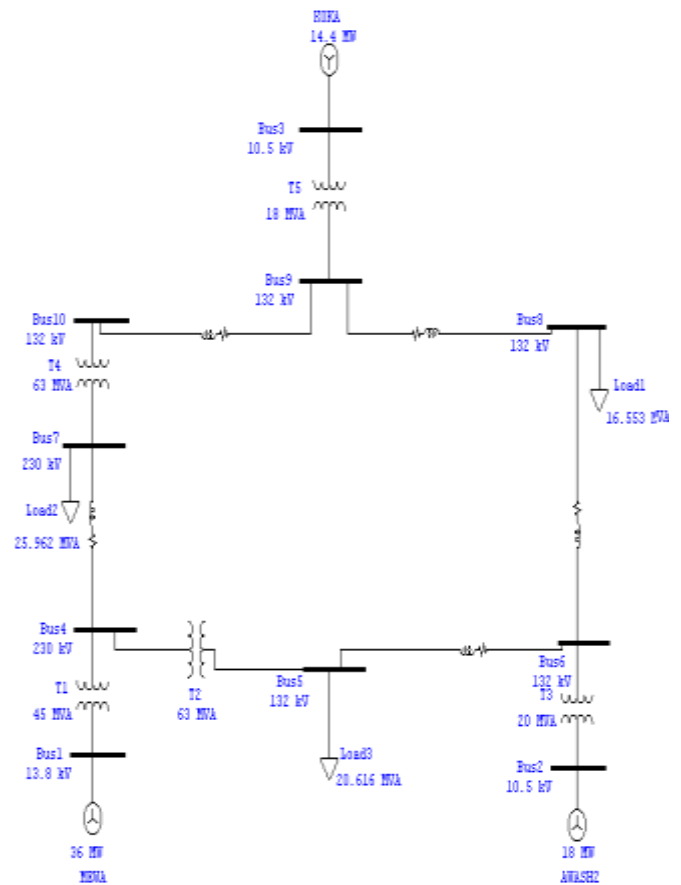 KOKA
14.4 MW
Bus3
10.5 kV
T5
18 MVA
Bus9
132 kV
Bus10
132 kV
Bus8
132 kV
T4
63 MVA
Load1
16.553 MVA
Bus7
230 kV
Load2
25.962 MVA
Bus4
230 kV
T1
45 MVA
T2
63 MVA
Bus5
132 kV
Bus6
132 kV
T3
20 MVA
Bus1
13.8 kV
Load3
20.616 MVA
Bus2
10.5 kV
36 MW
MEWA
18 MW
AWASH2